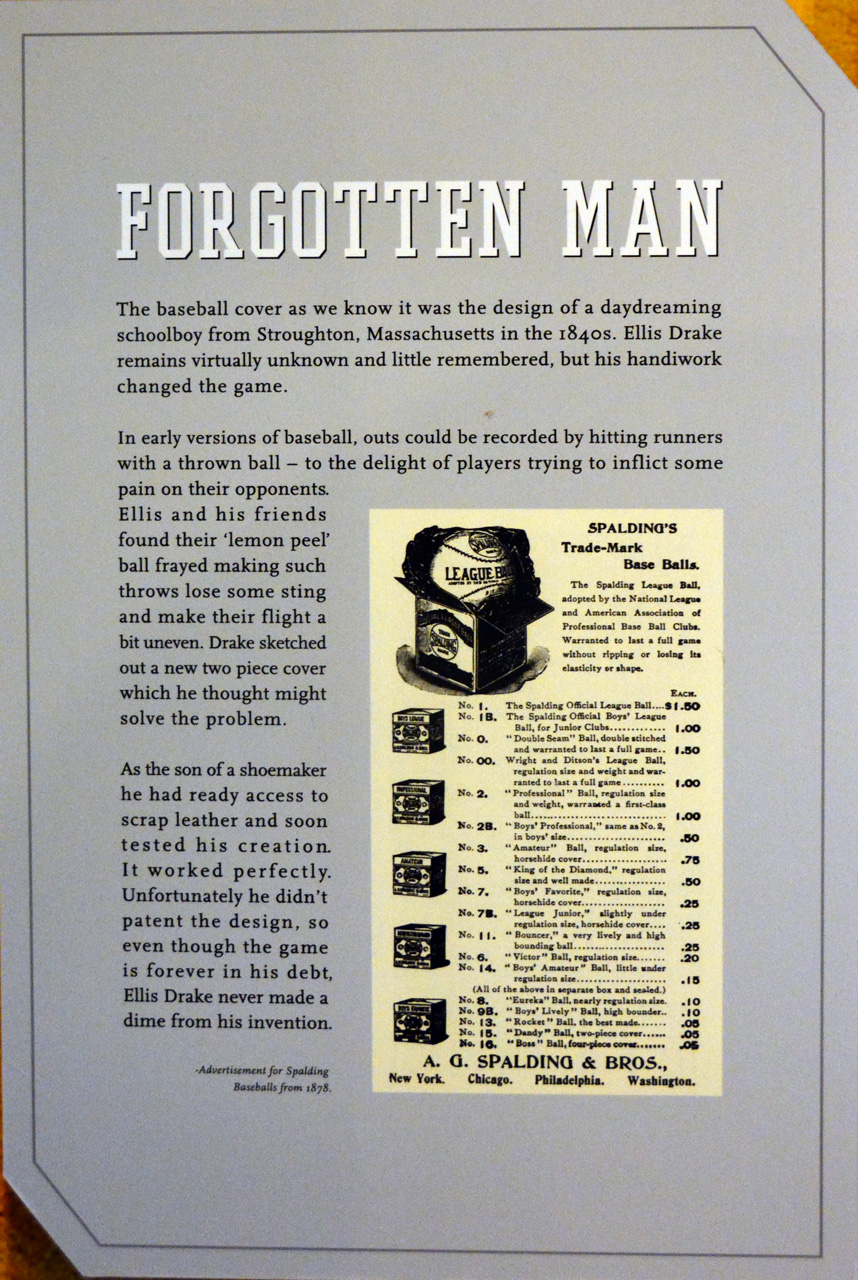 FORGOTTEN MAN
The baseball cover as we know it was the design of a daydreaming
schoolboy from Stroughton, Massachusetts in the 1840s. Ellis Drake
remains virtually unknown and little remembered, but his handiwork
changed the game.
In early versions of baseball, outs could be recorded by hitting runners
with a thrown ball – to the delight of players trying to inflict some
pain on their opponents.
Ellis and his friends
found their ‘lemon peel’
ball frayed making such
throws lose some sting
and make their flight a
bit uneven. Drake sketched
out a new two piece cover
which he thought might
solve the problem.
As the son of a shoemaker
he had ready access to
scrap leather and soon
tested his creation.
It worked perfectly.
Unfortunately he didn’t
patent the design, so
even though the game
is forever in his debt,
Ellis Drake never made a
dime from his invention.
-Advertisement for Spalding
Baseballs from 1878.
SPALDING'S
Trade-Mark
Base Balls.
The Spalding League Ball,
adopted by the National League
and American Association of
Professional Base Ball Clubs.
Warranted to last a full game
without ripping or losing its
elasticity or shape.
LEAGUE
SPALDING
EACH.
No. 1. The Spalding Official League Ball....$1.50
No. 1B. The Spalding Official Boys' League
Ball, for Junior Clubs............. 1.00
No. 0. "Double Seam" Ball, double stitched
and warranted to last a full game.. 1.50
No. 00. Wright and Ditson's League Ball,
regulation size and weight and war-
ranted to last a full game.......... 1.00
No. 2. "Professional" Ball, regulation size
and weight, warranted a first-class
ball.............................. 1.00
No. 2B. "Boys' Professional," same as No. 2,
in boys' size..................... .50
No. 3. "Amateur" Ball, regulation size,
horsehide cover.................... .75
No. 5. "King of the Diamond," regulation
size and well made................. .50
No. 7. "Boys' Favorite," regulation size,
horsehide cover.................... .25
No. 7B. "League Junior," slightly under
regulation size, horsehide cover.... .25
No. 11. "Bouncer," a very lively and high
bounding ball...................... .25
No. 6. "Victor" Ball, regulation size....... .20
No. 14. "Boys' Amateur" Ball, little under
regulation size.................... .15
(All of the above in separate box and sealed.)
No. 8. "Eureka" Ball, nearly regulation size. .10
No. 9B. "Boys' Lively" Ball, high bounder.. .10
No. 13. "Rocket" Ball, the best made....... .05
No. 15. "Dandy" Ball, two-piece cover...... .05
No. 16. "Boss" Ball, four-piece cover....... .05
BOYS LEAGUE
PROFESSIONAL
AMATEUR
A. G. SPALDING & BROS.,
New York. Chicago. Philadelphia. Washington.